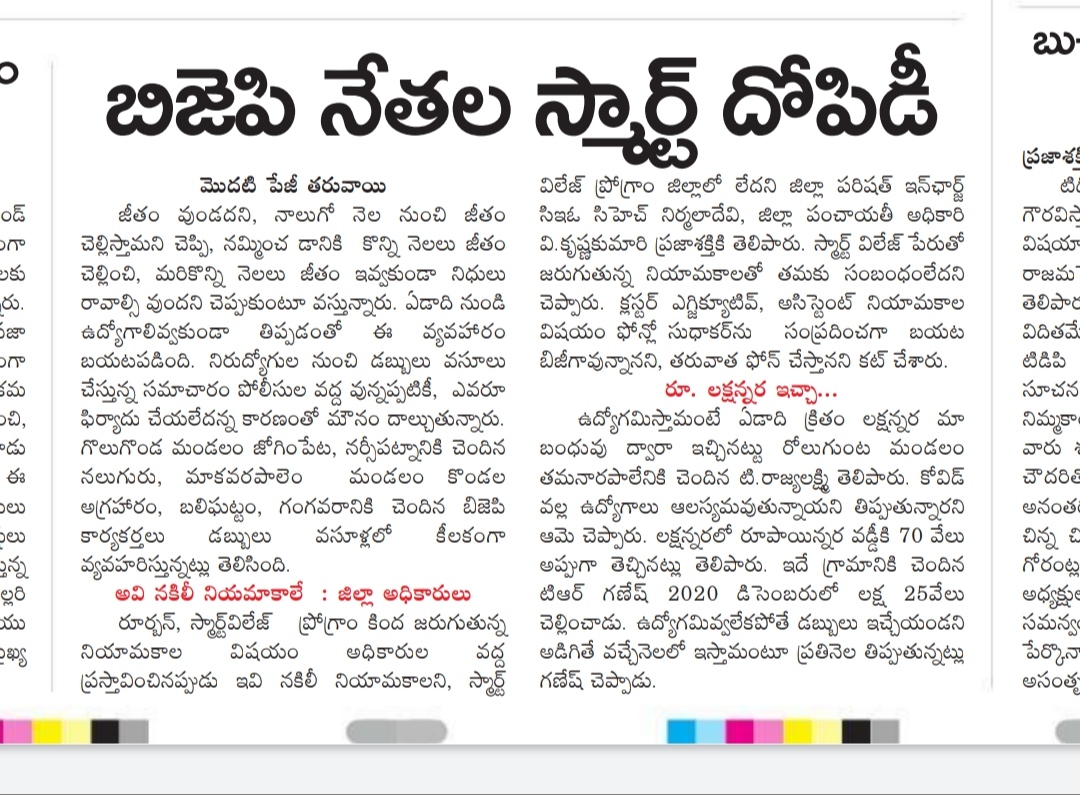 బిజెపి నేతల స్మార్ట్ దోపిడీ
మొదటి పేజీ తరువాయి
జీతం వుండదని, నాలుగో నెల నుంచి జీతం
చెల్లిస్తామని చెప్పి, నమ్మించ డానికి కొన్ని నెలలు జీతం
చెల్లించి, మరికొన్ని నెలలు జీతం ఇవ్వకుండా నిధులు
రావాల్సి వుందని చెప్పుకుంటూ వస్తున్నారు. ఏడాది నుండి
ఉద్యోగాలివ్వకుండా తిప్పడంతో ఈ వ్యవహారం
బయటపడింది. నిరుద్యోగుల నుంచి డబ్బులు వసూలు
చేస్తున్న సమాచారం పోలీసుల వద్ద వున్నప్పటికీ, ఎవరూ
ఫిర్యాదు చేయలేదన్న కారణంతో మౌనం దాల్చుతున్నారు.
గొలుగొండ మండలం జోగింపేట, నర్సీపట్నానికి చెందిన
నలుగురు, మాకవరపాలెం మండలం కొండల
అగ్రహారం, బలిఘట్టం, గంగవరానికి చెందిన బిజెపి
కార్యకర్తలు డబ్బులు వసూళ్లలో కీలకంగా
వ్యవహరిస్తున్నట్లు తెలిసింది.
అవి నకిలీ నియమాకాలే : జిల్లా అధికారులు
రూర్బన్, స్మార్ట్‌విలేజ్ ప్రోగ్రాం కింద జరుగుతున్న
నియామకాల విషయం అధికారుల వద్ద
ప్రస్తావించినప్పుడు ఇవి నకిలీ నియామకాలని, స్మార్ట్
విలేజ్ ప్రోగ్రాం జిల్లాలో లేదని జిల్లా పరిషత్ ఇన్‌ఛార్జ్
సిఇఓ సిహెచ్ నిర్మలాదేవి, జిల్లా పంచాయతీ అధికారి
వి.కృష్ణకుమారి ప్రజాశక్తికి తెలిపారు. స్మార్ట్ విలేజ్ పేరుతో
జరుగుతున్న నియామకాలతో తమకు సంబంధంలేదని
చెప్పారు. క్లస్టర్ ఎగ్జిక్యూటివ్, అసిస్టెంట్ నియామకాల
విషయం ఫోన్లో సుధాకర్‌ను సంప్రదించగా బయట
బిజీగావున్నానని, తరువాత ఫోన్ చేస్తానని కట్ చేశారు.
రూ. లక్షన్నర ఇచ్చా...
ఉద్యోగమిస్తామంటే ఏడాది క్రితం లక్షన్నర మా
బంధువు ద్వారా ఇచ్చినట్టు రోలుగుంట మండలం
తమనారపాలేనికి చెందిన టి.రాజ్యలక్ష్మి తెలిపారు. కోవిడ్
వల్ల ఉద్యోగాలు ఆలస్యమవుతున్నాయని తిప్పుతున్నారని
ఆమె చెప్పారు. లక్షన్నరలో రూపాయిన్నర వడ్డీకి 70 వేలు
అప్పుగా తెచ్చినట్లు తెలిపారు. ఇదే గ్రామానికి చెందిన
టిఆర్ గణేష్ 2020 డిసెంబరులో లక్ష 25వేలు
చెల్లించాడు. ఉద్యోగమివ్వలేకపోతే డబ్బులు ఇచ్చేయండని
అడిగితే వచ్చేనెలలో ఇస్తామంటూ ప్రతినెల తిప్పుతున్నట్లు
గణేష్ చెప్పాడు.